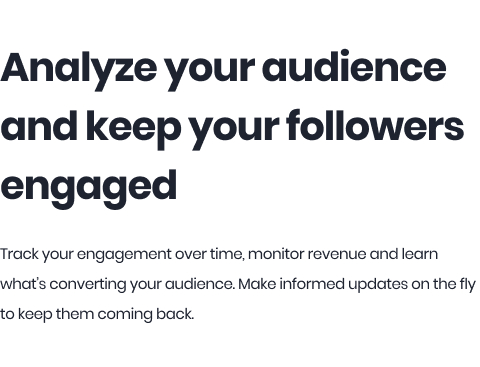 Analyze your audience
and keep your followers
engaged
Track your engagement over time, monitor revenue and learn
what's converting your audience. Make informed updates on the fly
to keep them coming back.